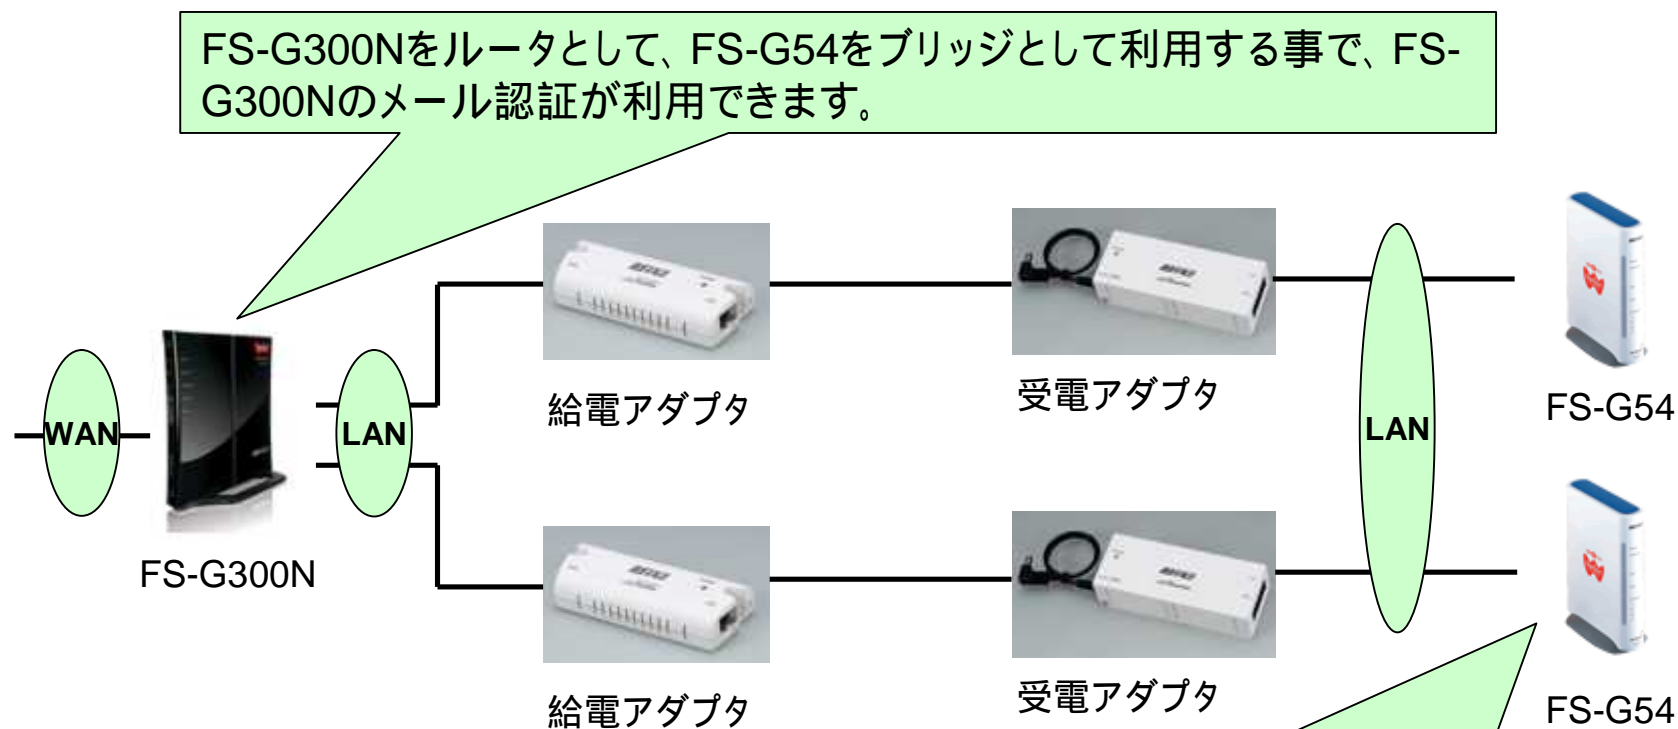 FS-G300Nをルータとして、FS-G54をブリッジとして利用する事で、FS-
G300Nのメール認証が利用できます。
給電アダプタ
受電アダプタ
FS-G54
WAN
LAN
LAN
FS-G300N
給電アダプタ
受電アダプタ
FS-G54